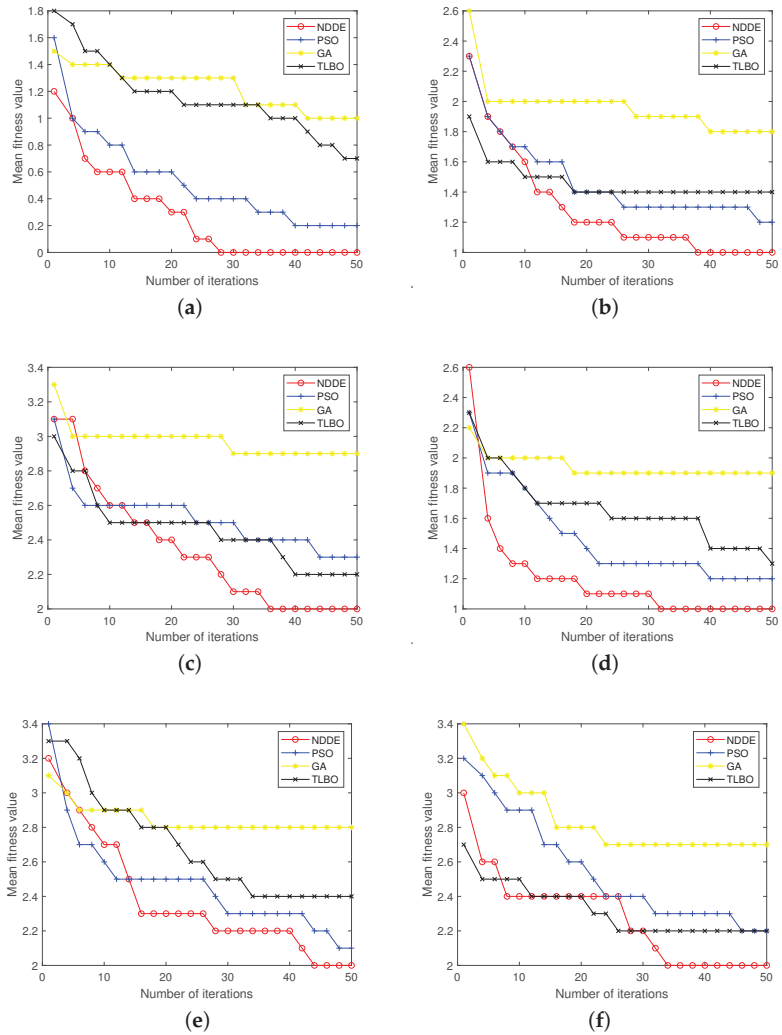 1.8
1.6
1.4
1.2
1
0.8
0.6
0.4
0.2
0
Mean fitness value
NDDE
PSO
GA
TLBO
0 10 20 30 40 50
Number of iterations
(a)
2.6
2.4
2.2
2
1.8
1.6
1.4
1.2
1
Mean fitness value
NDDE
PSO
GA
TLBO
0 10 20 30 40 50
Number of iterations
(b)
3.4
3.2
3
2.8
2.6
2.4
2.2
2
Mean fitness value
NDDE
PSO
GA
TLBO
0 10 20 30 40 50
Number of iterations
(c)
2.6
2.4
2.2
2
1.8
1.6
1.4
1.2
1
Mean fitness value
NDDE
PSO
GA
TLBO
0 10 20 30 40 50
Number of iterations
(d)
3.4
3.2
3
2.8
2.6
2.4
2.2
2
Mean fitness value
NDDE
PSO
GA
TLBO
0 10 20 30 40 50
Number of iterations
(e)
3.4
3.2
3
2.8
2.6
2.4
2.2
2
Mean fitness value
NDDE
PSO
GA
TLBO
0 10 20 30 40 50
Number of iterations
(f)